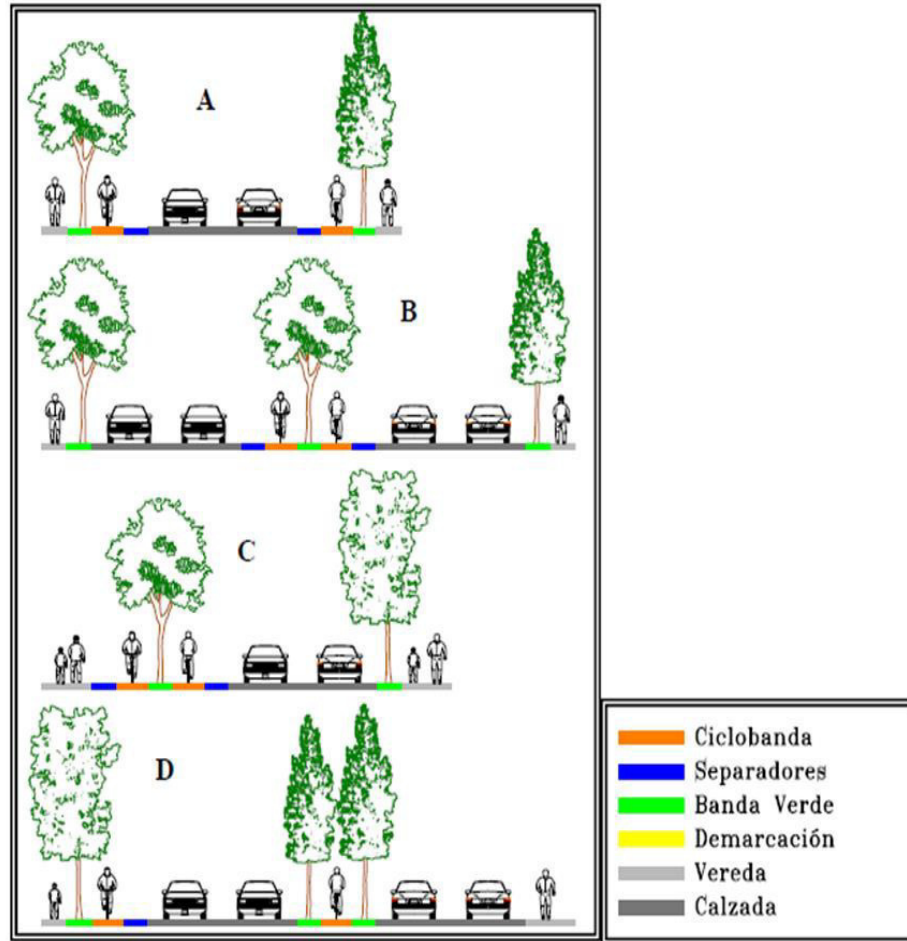 A
B
C
D
Ciclobanda
Separadores
Banda Verde
Demarcación
Vereda
Calzada